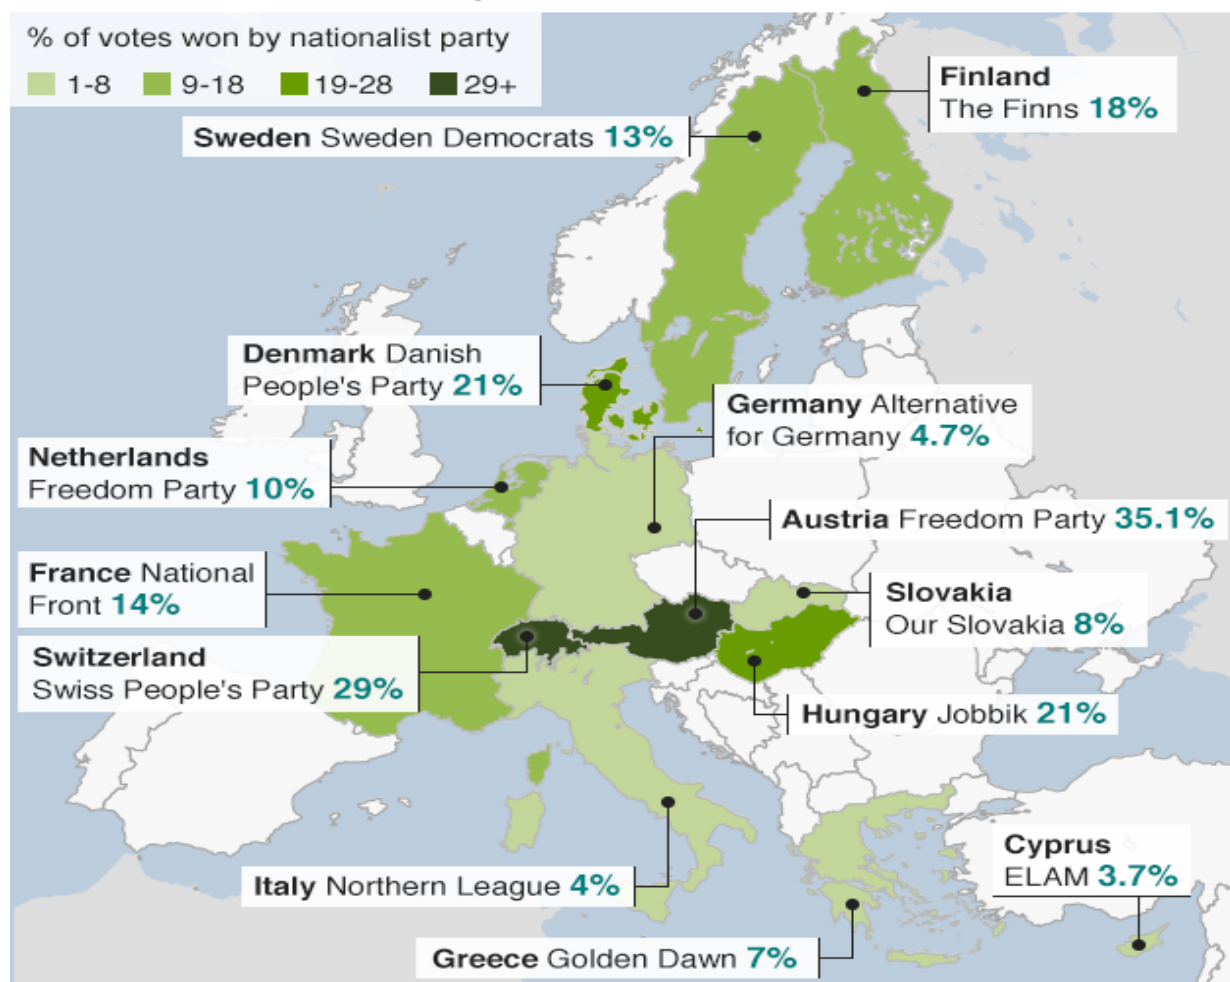 % of votes won by nationalist party
1-8 9-18 19-28 29+
Finland
The Finns 18%
Sweden Sweden Democrats 13%
Denmark Danish
People's Party 21%
Germany Alternative
for Germany 4.7%
Netherlands
Freedom Party 10%
Austria Freedom Party 35.1%
France National
Front 14%
Slovakia
Our Slovakia 8%
Switzerland
Swiss People's Party 29%
Hungary Jobbik 21%
Cyprus
ELAM 3.7%
Italy Northern League 4%
Greece Golden Dawn 7%